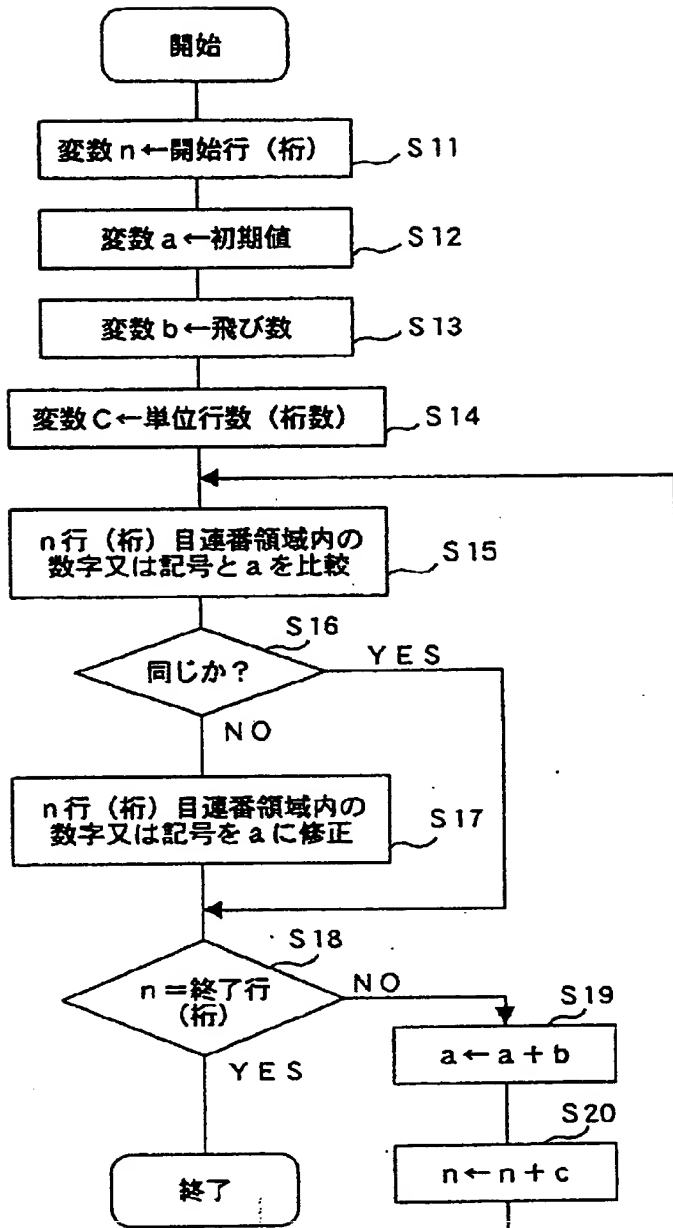 開始
変数n←開始行（桁）
S11
変数a←初期値
S12
変数b←飛び数
S13
変数C←単位行数（桁数）
S14
n行（桁）目連番領域内の
数字又は記号とaを比較
S15
S16
同じか？
YES
NO
n行（桁）目連番領域内の
数字又は記号をaに修正
S17
S18
n＝終了行
（桁）
NO
YES
S19
a←a＋b
S20
n←n＋c
終了